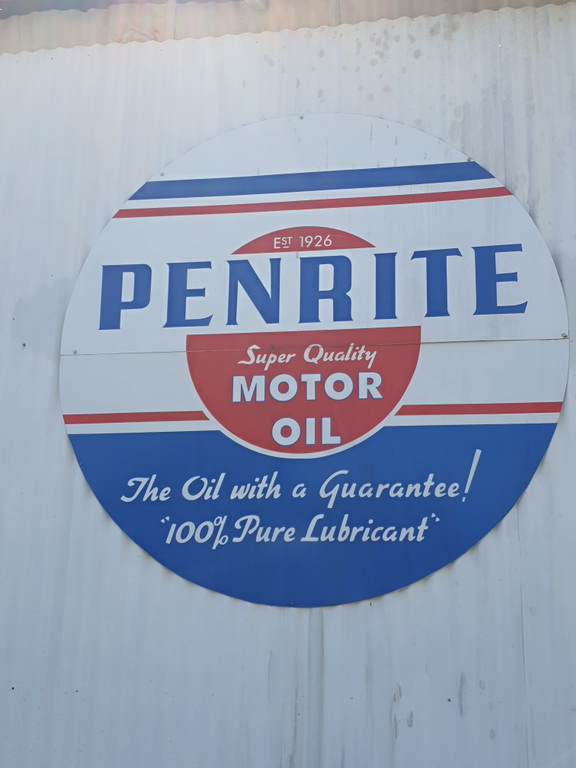 EST 1926
PENRITE
Super Quality
MOTOR
OIL
The Oil with a Guarantee!
"100% Pure Lubricant"